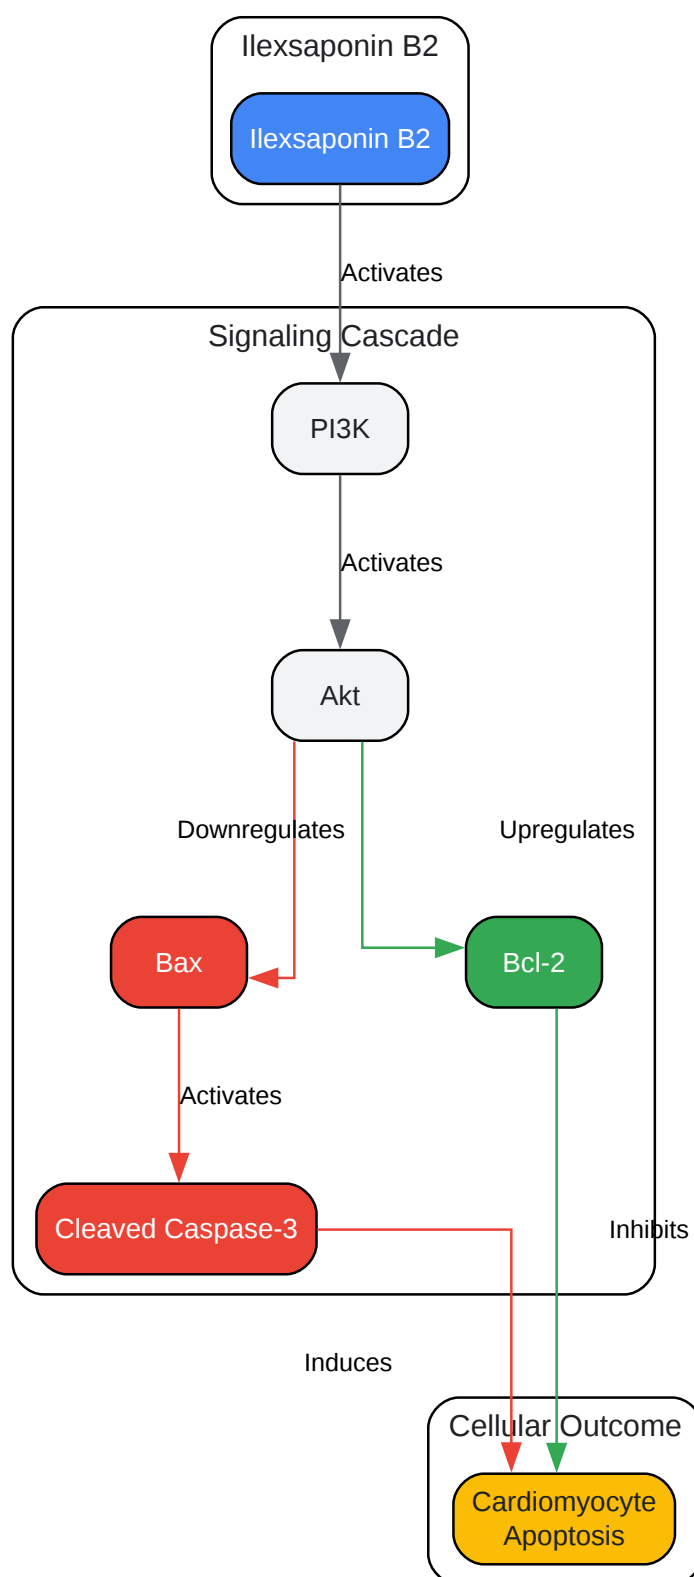 Ilexsaponin B2
Ilexsaponin B2
Activates
Signaling Cascade
PI3K
Activates
Akt
Downregulates
Upregulates
Bax
Bcl-2
Activates
Cleaved Caspase-3
Inhibits
Induces
Cellular Outcome
Cardiomyocyte
Apoptosis